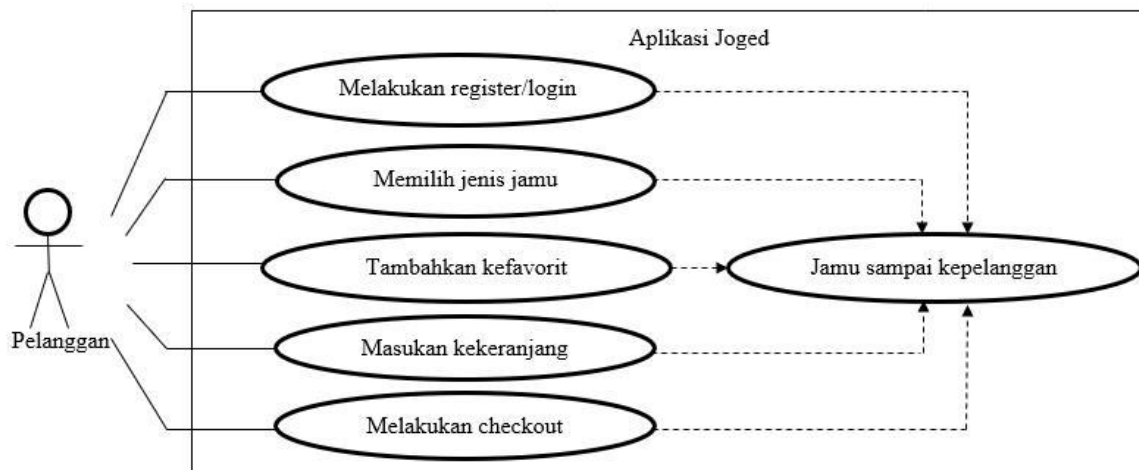 Aplikasi Joged
Melakukan register/login
Memilih jenis jamu
Tambahkan kefavorit
Jamu sampai kepelanggan
Pelanggan
Masukan kekeranjang
Melakukan checkout